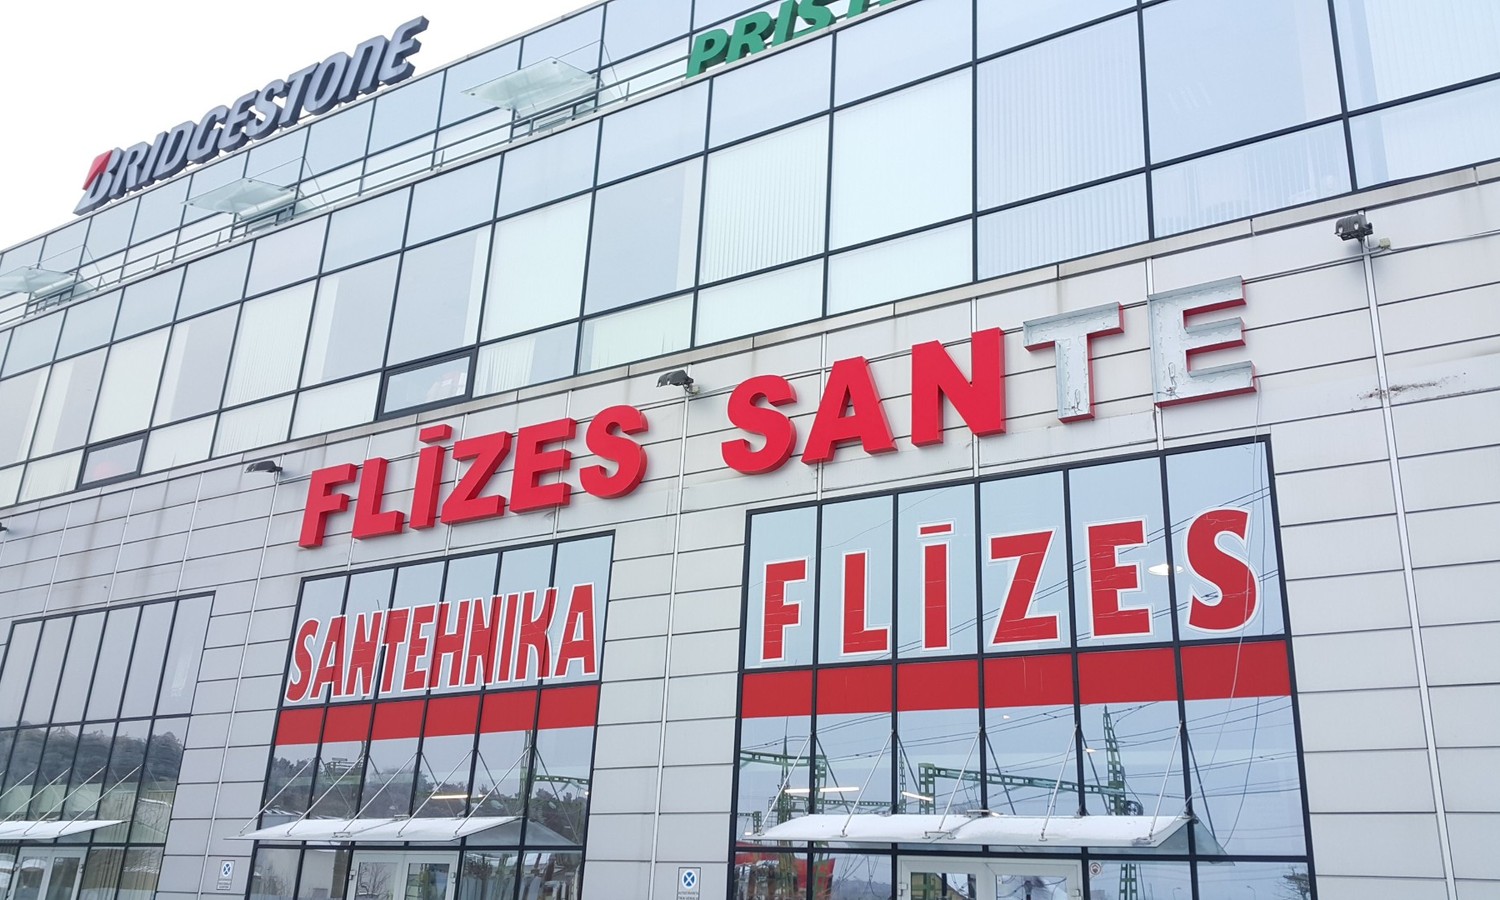 BRIDGESTONE
FLĪZES SANTE
SANTEHNIKA
FLĪZES